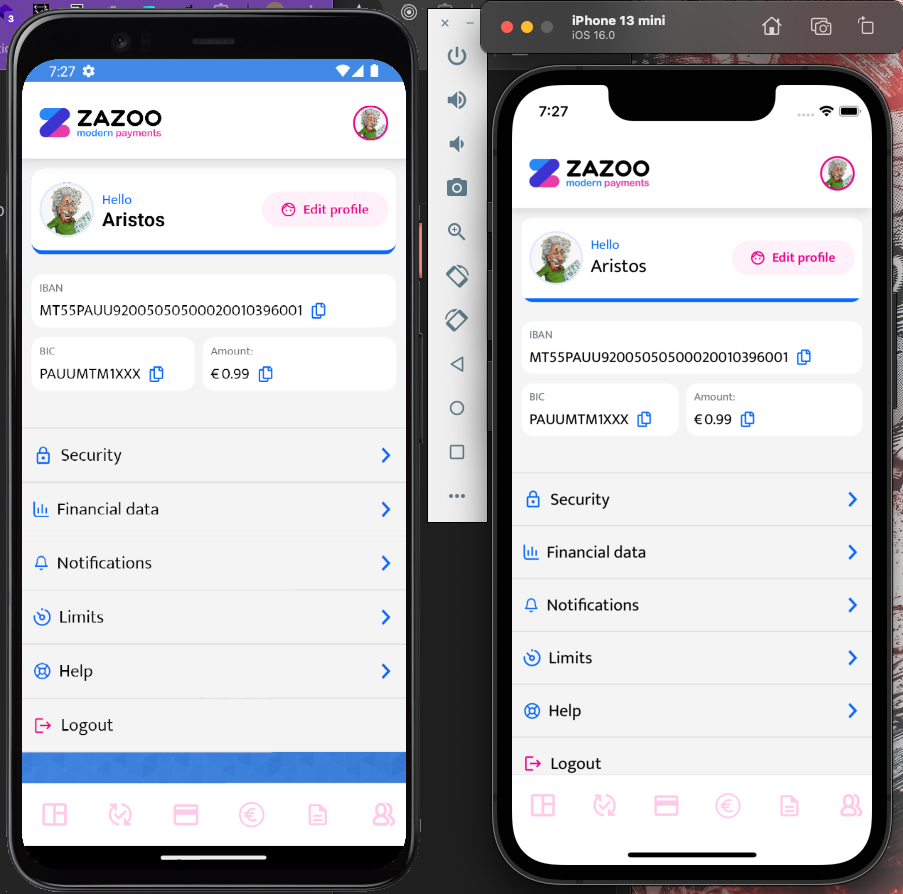 3
7:27
ZAZOO
modern payments
Hello
Aristos
Edit profile
IBAN
MT55PAUU92005050500020010396001
BIC
PAUUMTM1XXX
Amount:
€ 0.99
Security
Financial data
Notifications
Limits
Help
Logout
iPhone 13 mini
iOS 16.0
7:27
ZAZOO
modern payments
Hello
Aristos
Edit profile
IBAN
MT55PAUU92005050500020010396001
BIC
PAUUMTM1XXX
Amount:
€ 0.99
Security
Financial data
Notifications
Limits
Help
Logout